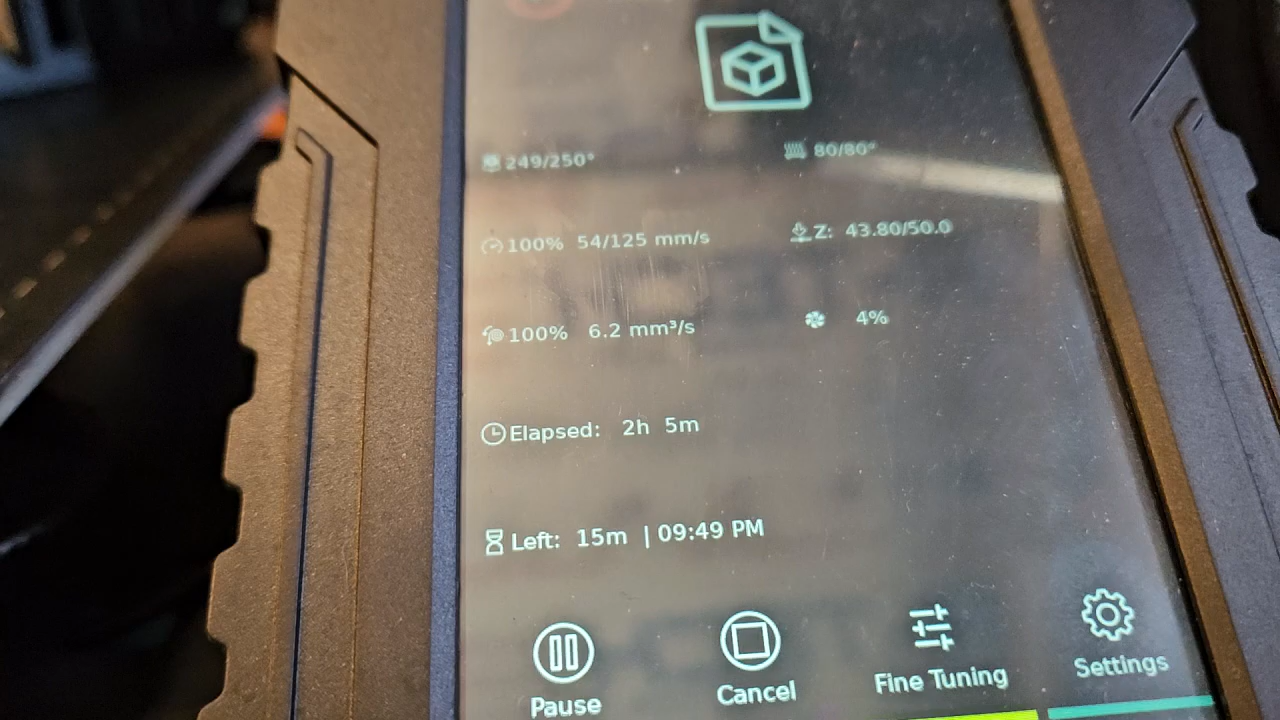 249/250° 80/80°
100% 54/125 mm/s Z: 43.80/50.0
100% 6.2 mm³/s 4%
Elapsed: 2h 5m
Left: 15m | 09:49 PM
Pause Cancel Fine Tuning Settings